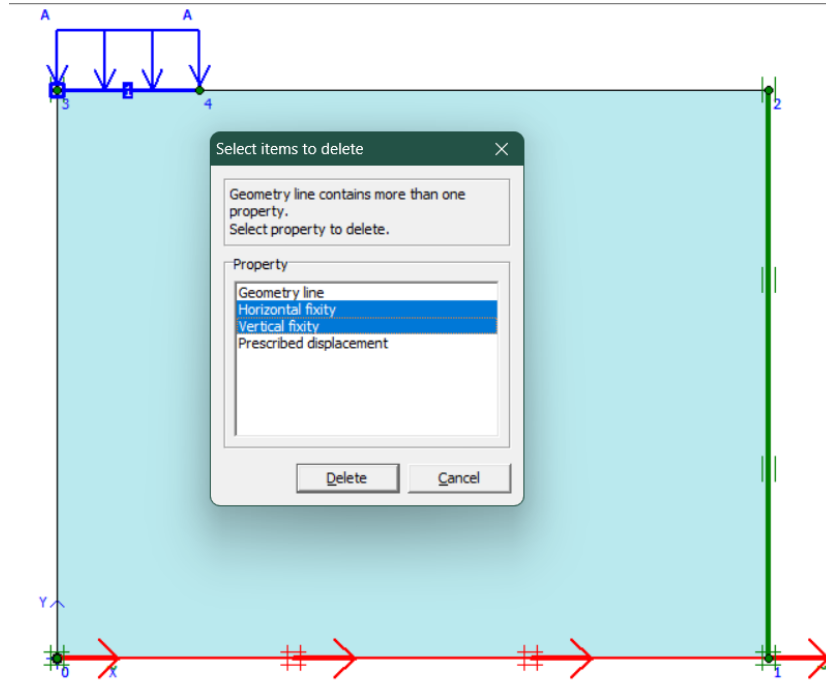 A A
3 4 2
1
Select items to delete
Geometry line contains more than one
property.
Select property to delete.
Property
Geometry line
Horizontal fixity
Vertical fixity
Prescribed displacement
Delete Cancel
Y
0 X 1